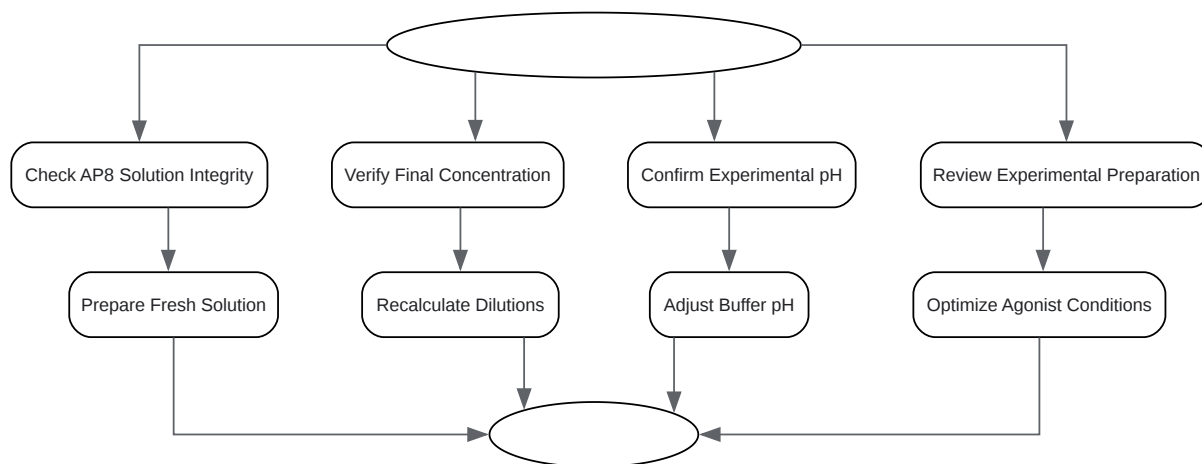 Check AP8 Solution Integrity
Verify Final Concentration
Confirm Experimental pH
Review Experimental Preparation
Prepare Fresh Solution
Recalculate Dilutions
Adjust Buffer pH
Optimize Agonist Conditions